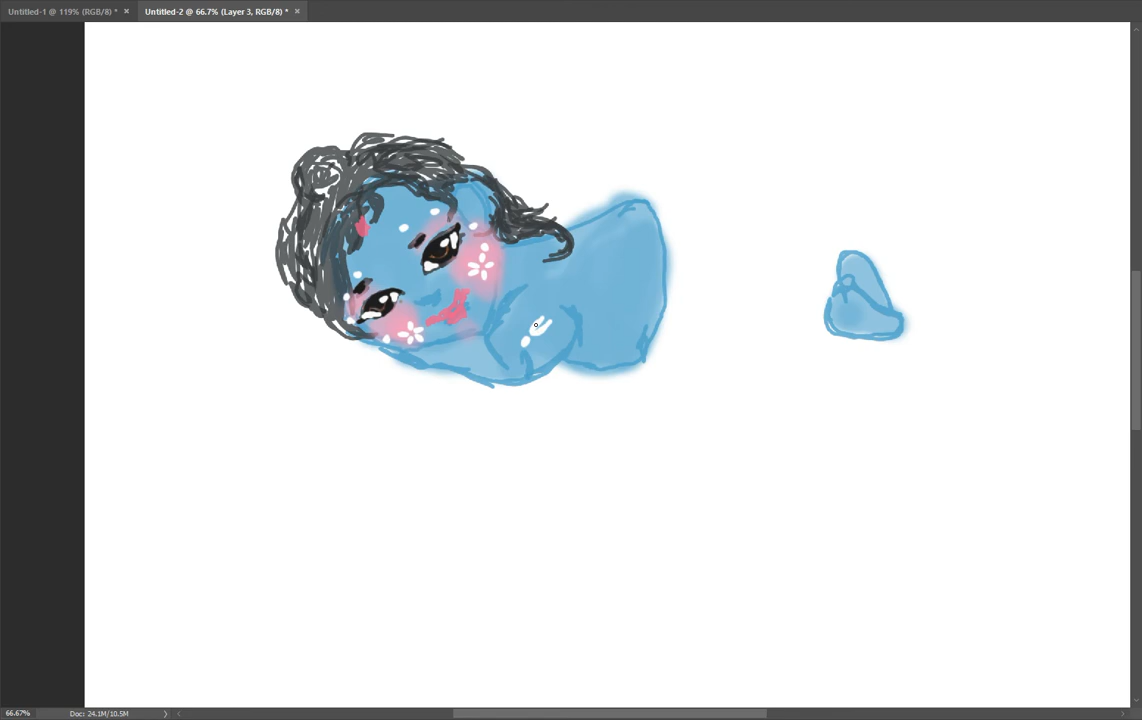 Untitled-1 @ 119% (RGB/8) * ×
Untitled-2 @ 66.7% (Layer 3, RGB/8) * ×
66.67%
Doc: 24.1M/10.5M